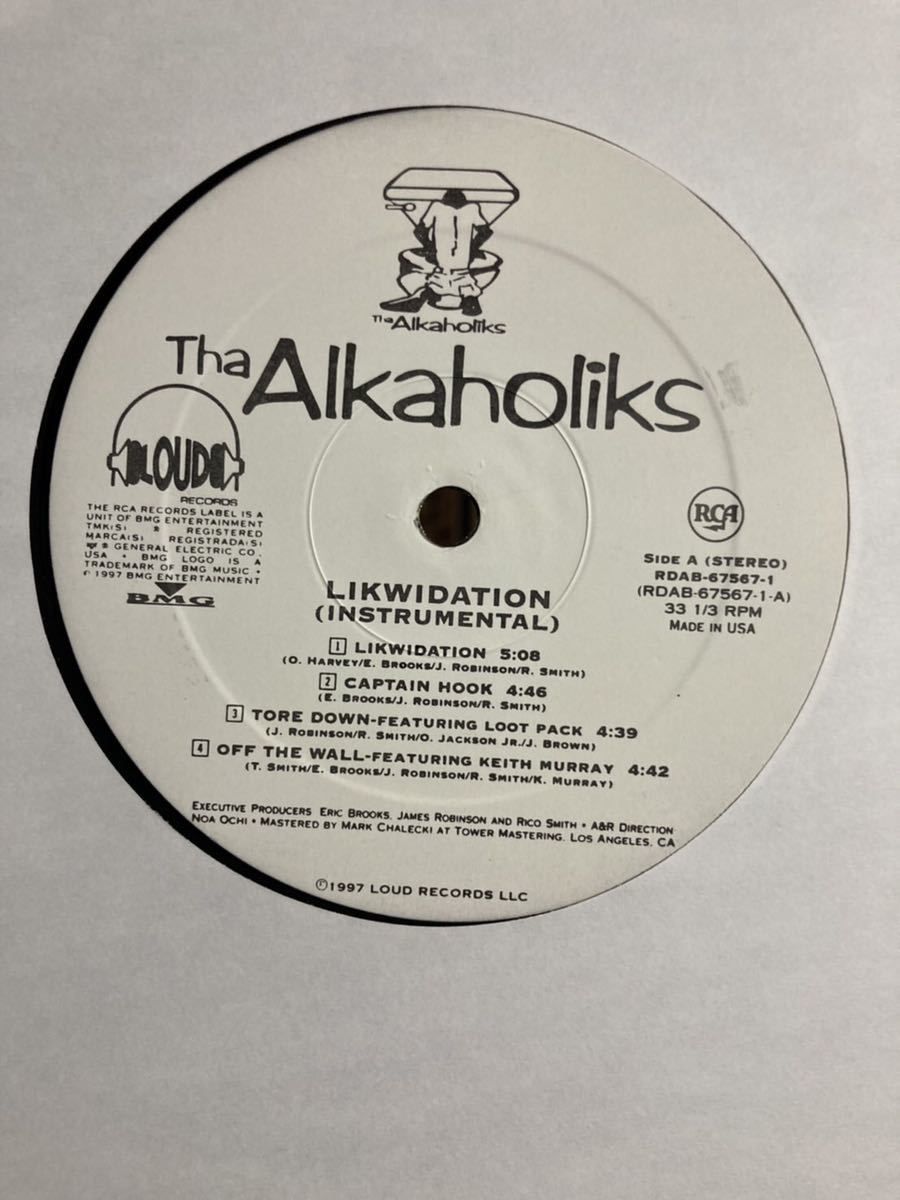 Tha Alkaholiks
Tha Alkaholiks
LOUD
RECORDS
THE RCA RECORDS LABEL IS A
UNIT OF BMG ENTERTAINMENT
TMK(S) ® REGISTERED
MARCA(S) REGISTRADA(S)
® GENERAL ELECTRIC CO.,
USA • BMG LOGO IS A
TRADEMARK OF BMG MUSIC •
℗ 1997 BMG ENTERTAINMENT
BMG
RCA
SIDE A (STEREO)
RDAB-67567-1
(RDAB-67567-1-A)
33 1/3 RPM
MADE IN USA
LIKWIDATION
(INSTRUMENTAL)
1 LIKWIDATION 5:08
(O. HARVEY/E. BROOKS/J. ROBINSON/R. SMITH)
2 CAPTAIN HOOK 4:46
(E. BROOKS/J. ROBINSON/R. SMITH)
3 TORE DOWN-FEATURING LOOT PACK 4:39
(J. ROBINSON/R. SMITH/O. JACKSON JR./J. BROWN)
4 OFF THE WALL-FEATURING KEITH MURRAY 4:42
(T. SMITH/E. BROOKS/J. ROBINSON/R. SMITH/K. MURRAY)
EXECUTIVE PRODUCERS ERIC BROOKS, JAMES ROBINSON AND RICO SMITH • A&R DIRECTION
NOA OCHI • MASTERED BY MARK CHALECKI AT TOWER MASTERING, LOS ANGELES, CA
℗1997 LOUD RECORDS LLC